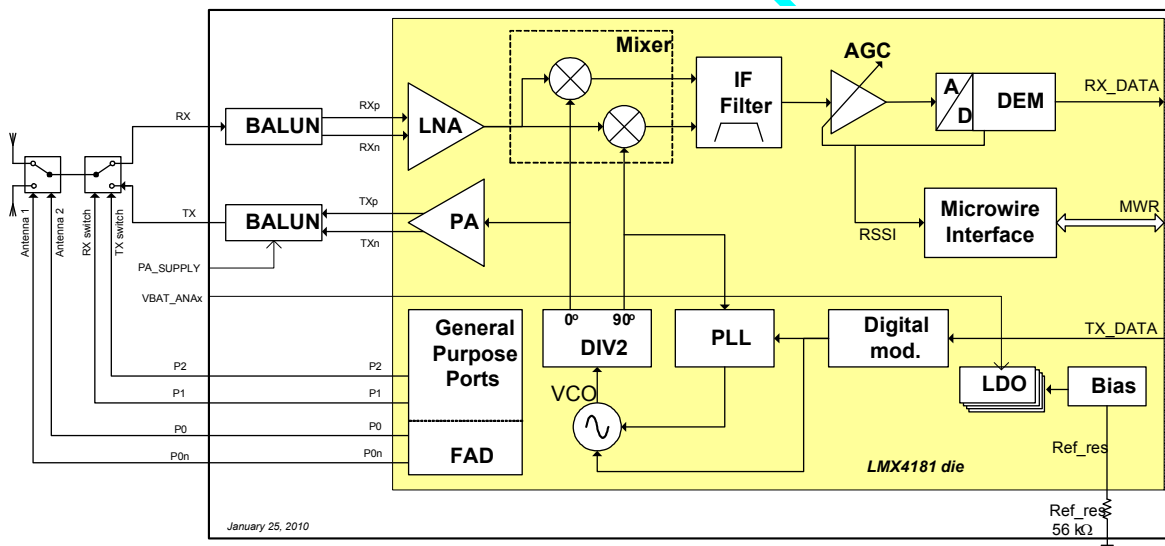 Mixer
AGC
IF
Filter
A
D
DEM
RX_DATA
RX
BALUN
RXp
RXn
LNA
TX
BALUN
TXp
TXn
PA
Microwire
Interface
MWR
RSSI
Antenna 1
Antenna 2
RX switch
TX switch
PA_SUPPLY
VBAT_ANAx
General
Purpose
Ports
0º
90º
DIV2
PLL
Digital
mod.
TX_DATA
LDO
Bias
VCO
P2
P2
P1
P1
P0
P0
P0n
P0n
FAD
LMX4181 die
Ref_res
Ref_res
56 kΩ
January 25, 2010